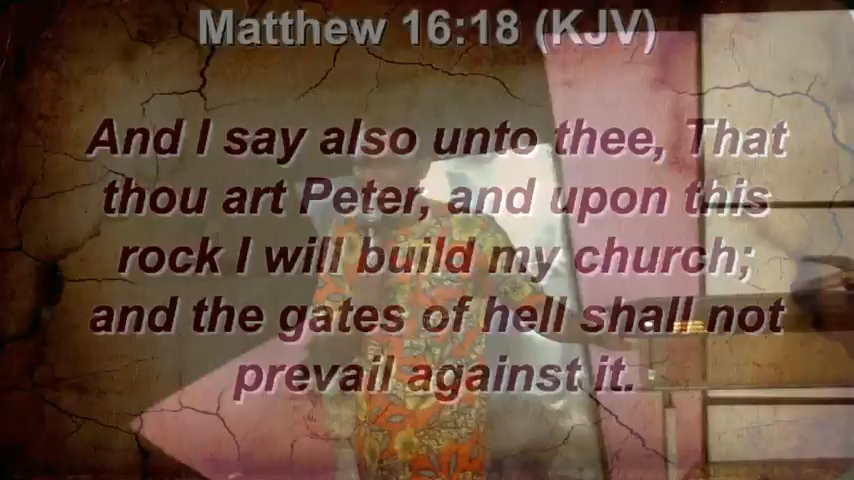 Matthew 16:18 (KJV)
And I say also unto thee, That
thou art Peter, and upon this
rock I will build my church;
and the gates of hell shall not
prevail against it.